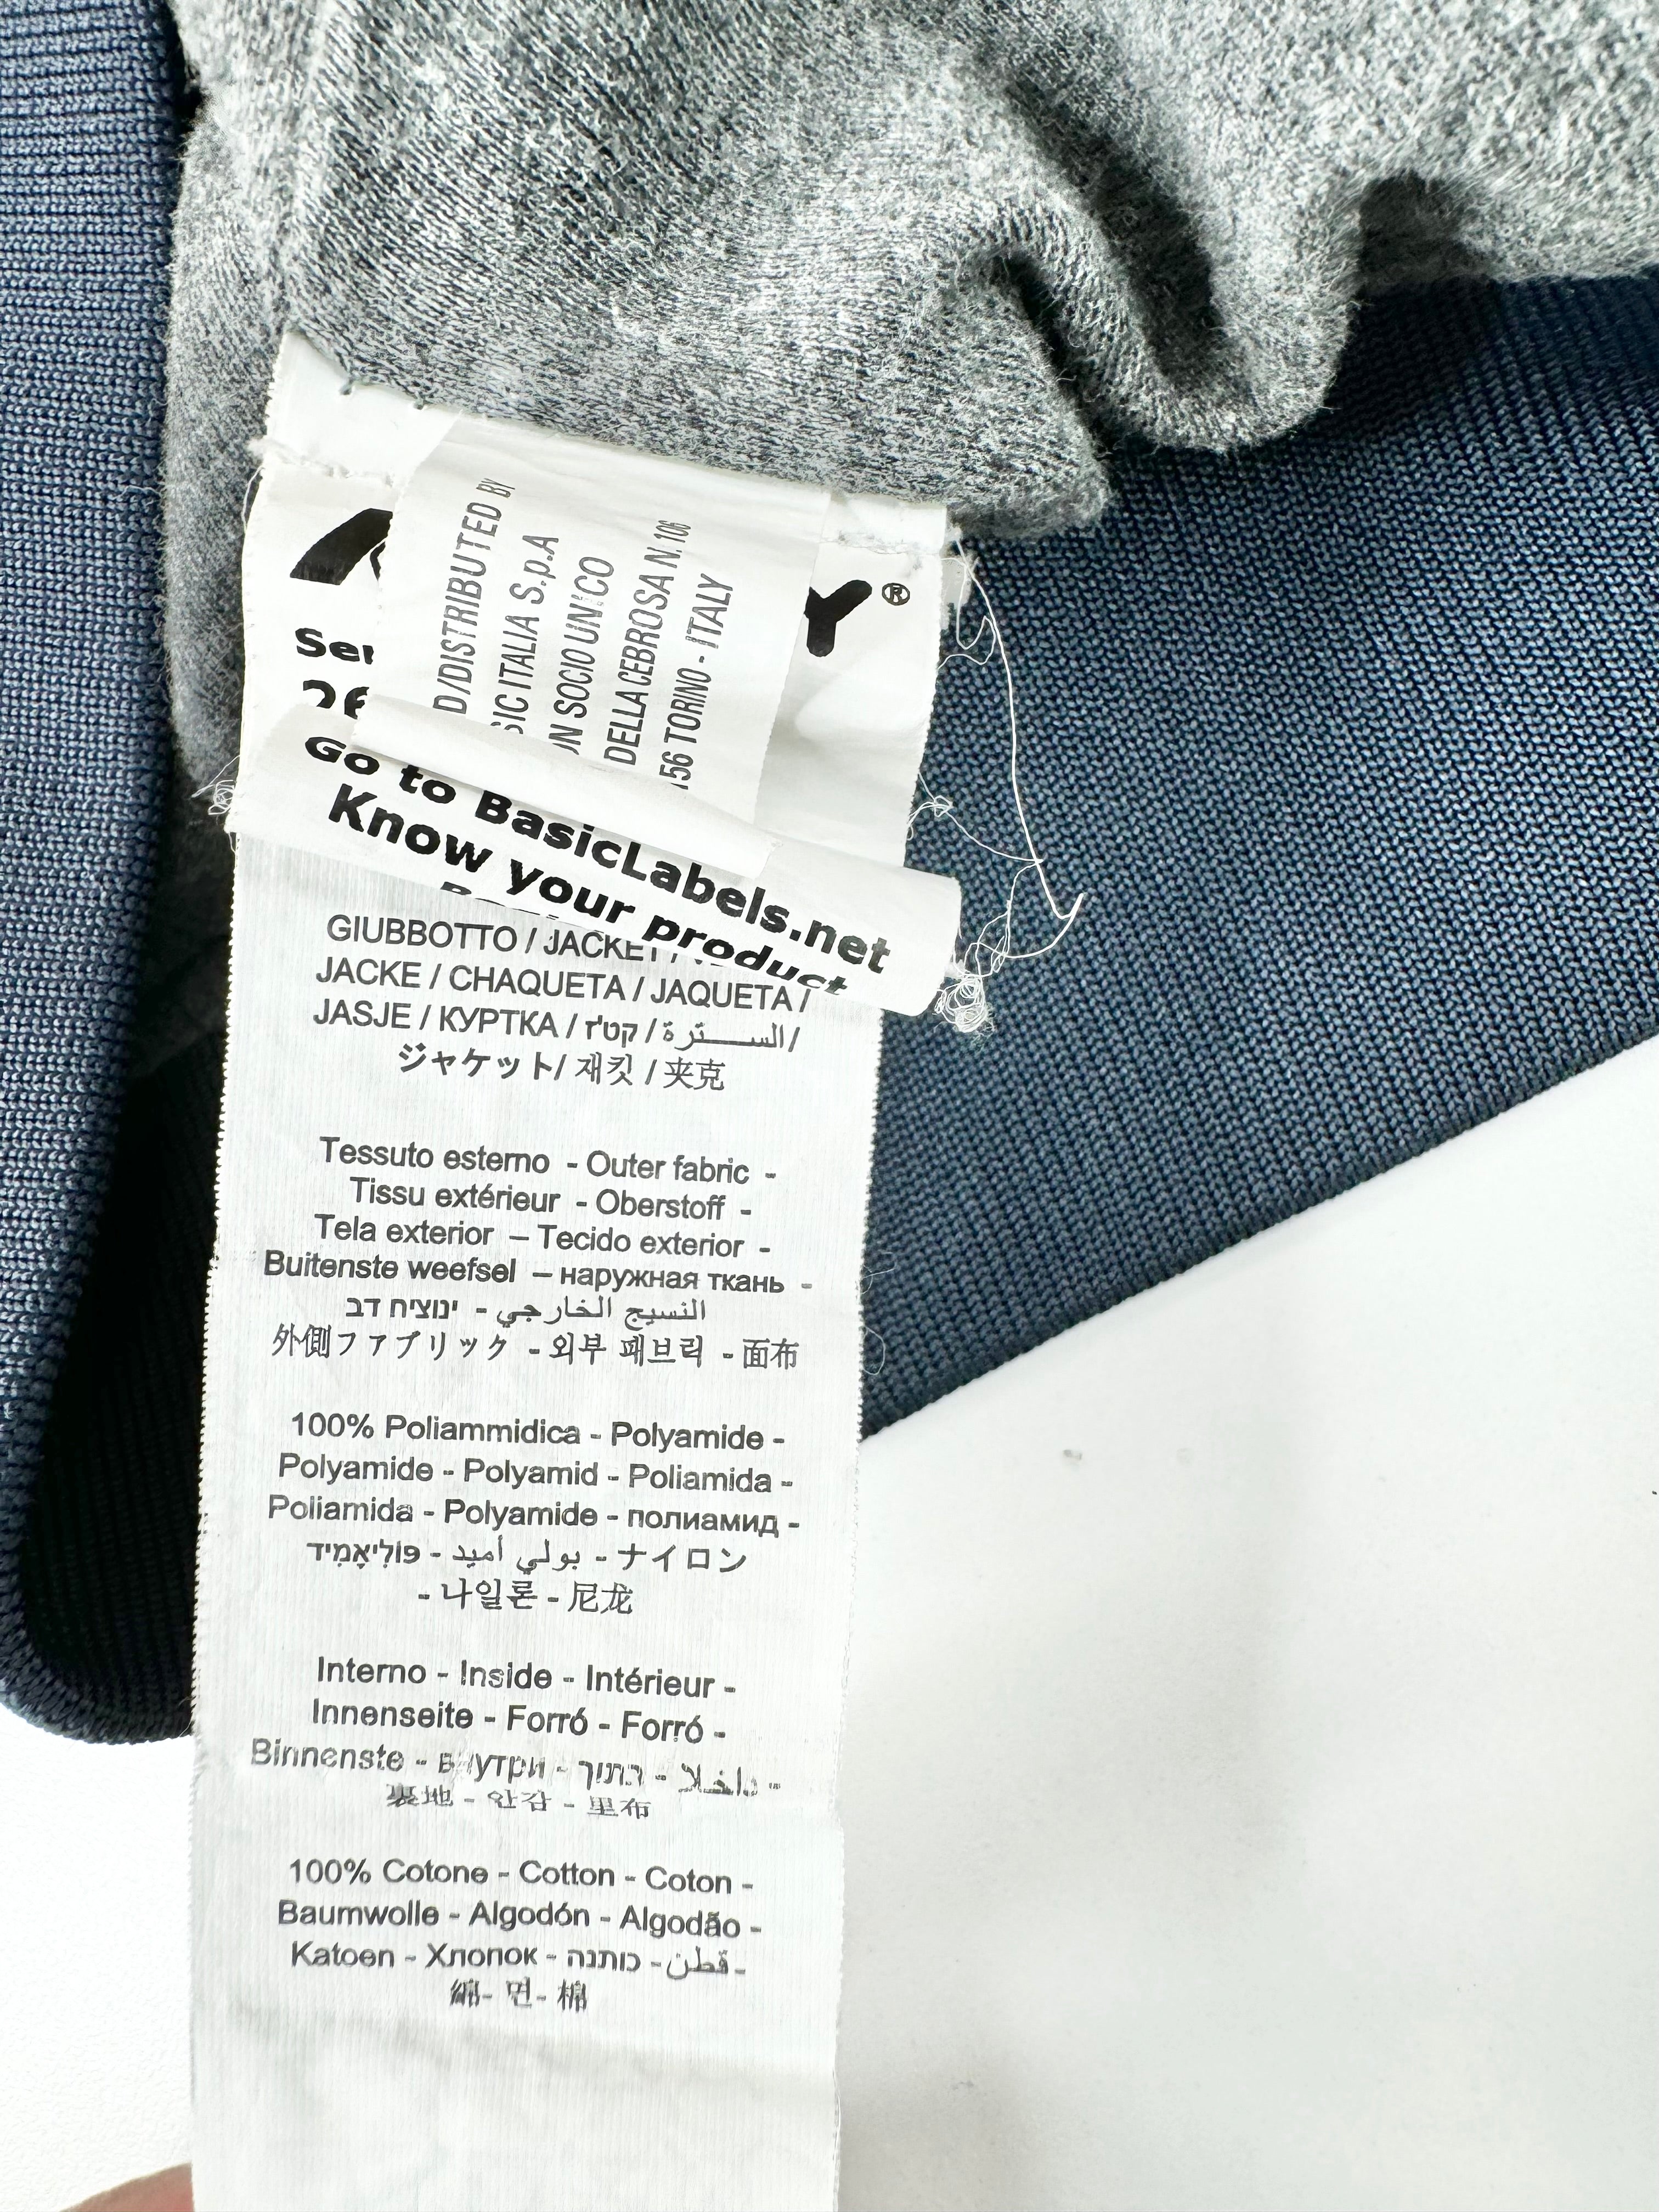 Y®
D/DISTRIBUTED BY
SIC ITALIA S.p.A
ON SOCIO UNICO
DELLA CEBROSA N. 106
156 TORINO - ITALY
Go to BasicLabels.net
Know your product
GIUBBOTTO / JACKET /
JACKE / CHAQUETA / JAQUETA /
JASJE / КУРТКА / קט'ז / السترة /
ジャケット/ 재킷 / 夹克
Tessuto esterno - Outer fabric -
Tissu extérieur - Oberstoff -
Tela exterior – Tecido exterior -
Buitenste weefsel – наружная ткань -
ינוציח דב - النسيج الخارجي
外側ファブリック - 외부 패브릭 - 面布
100% Poliammidica - Polyamide -
Polyamide - Polyamid - Poliamida -
Poliamida - Polyamide - полиамид -
פּוֹלִיאָמִיד - بولي أميد - ナイロン
- 나일론 - 尼龙
Interno - Inside - Intérieur -
Innenseite - Forró - Forró -
Binnenste - внутри - בתוך - داخلا -
裏地 - 안감 - 里布
100% Cotone - Cotton - Coton -
Baumwolle - Algodón - Algodão -
Katoen - Хлопок - כותנה - قطن -
綿- 면- 棉